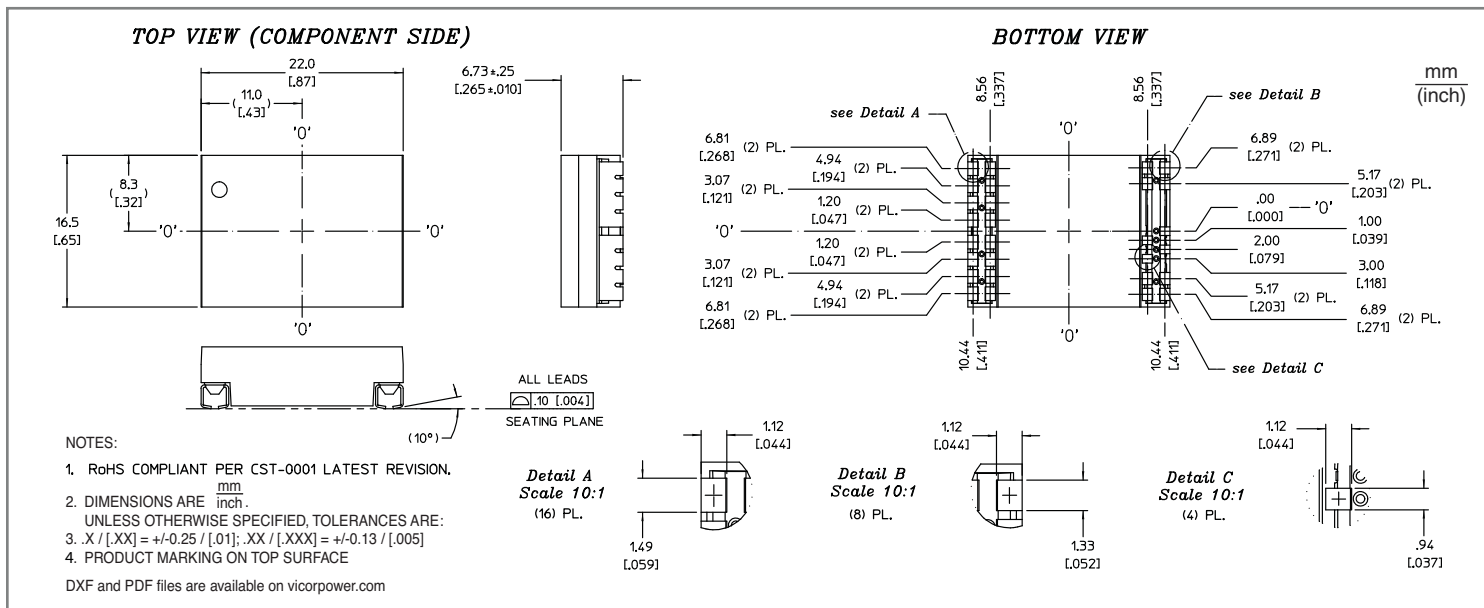 TOP VIEW (COMPONENT SIDE)
22.0
[.87]
11.0
(.43)
'0'
8.3
(.32)
16.5
[.65]
'0'
'0'
'0'
6.73±.25
[.265±.010]
ALL LEADS
.10 [.004]
SEATING PLANE
(10°)
BOTTOM VIEW
mm
(inch)
8.56
[.337]
8.56
[.337]
see Detail A
see Detail B
'0'
6.81
[.268] (2) PL.
4.94
[.194] (2) PL.
3.07
[.121] (2) PL.
1.20
[.047] (2) PL.
'0'
1.20
[.047] (2) PL.
3.07
[.121] (2) PL.
4.94
[.194] (2) PL.
6.81
[.268] (2) PL.
6.89
[.271] (2) PL.
5.17
[.203] (2) PL.
.00
[.000] '0'
1.00
[.039]
2.00
[.079]
3.00
[.118]
5.17
[.203] (2) PL.
6.89
[.271] (2) PL.
10.44
[.411]
'0'
10.44
[.411]
see Detail C
NOTES:
1. RoHS COMPLIANT PER CST-0001 LATEST REVISION.
2. DIMENSIONS ARE mm
inch.
UNLESS OTHERWISE SPECIFIED, TOLERANCES ARE:
3. .X / [.XX] = +/-0.25 / [.01]; .XX / [.XXX] = +/-0.13 / [.005]
4. PRODUCT MARKING ON TOP SURFACE
DXF and PDF files are available on vicorpower.com
Detail A
Scale 10:1
(16) PL.
1.12
[.044]
1.49
[.059]
Detail B
Scale 10:1
(8) PL.
1.12
[.044]
1.33
[.052]
Detail C
Scale 10:1
(4) PL.
1.12
[.044]
.94
[.037]